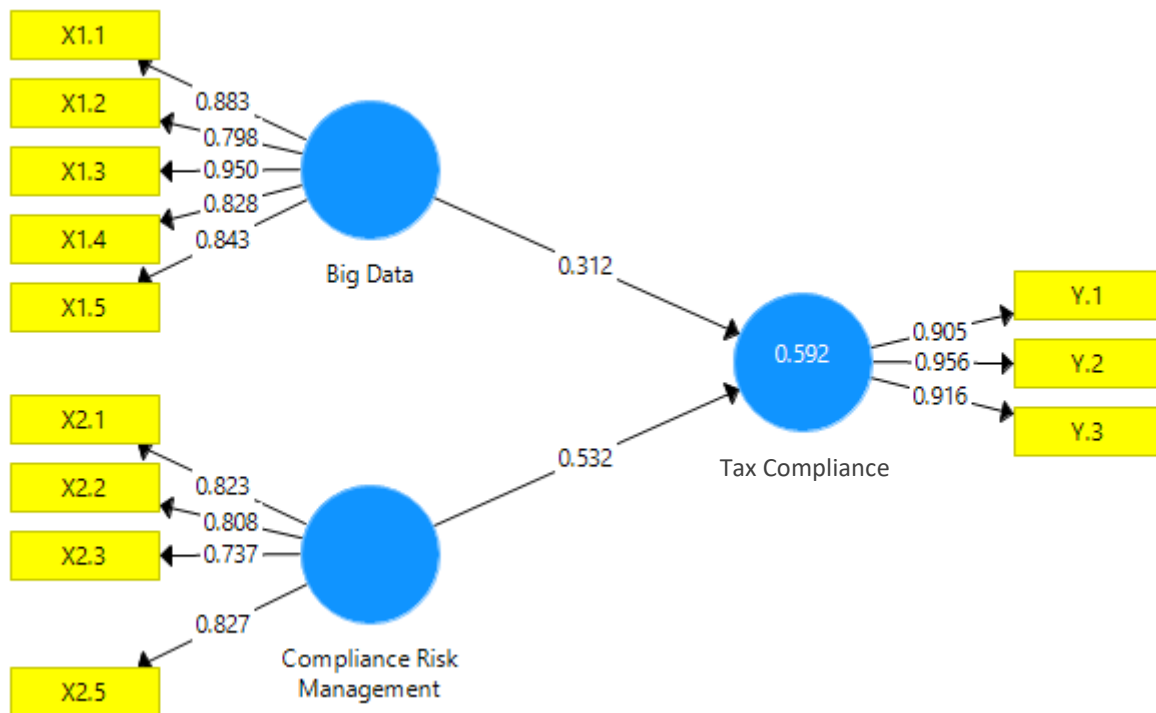 X1.1
0.883
X1.2
0.798
X1.3
0.950
X1.4
0.828
X1.5
0.843
Big Data
0.312
X2.1
0.823
X2.2
0.808
X2.3
0.737
X2.5
0.827
Compliance Risk
Management
0.532
0.592
Tax Compliance
0.905
Y.1
0.956
Y.2
0.916
Y.3